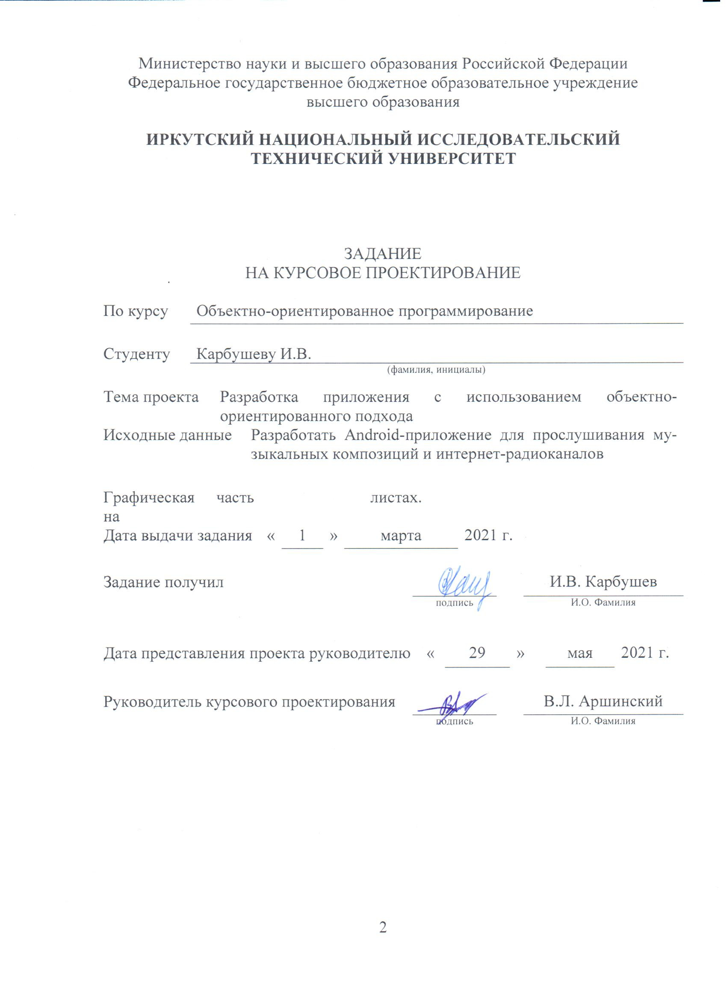 Министерство науки и высшего образования Российской Федерации
Федеральное государственное бюджетное образовательное учреждение
высшего образования
ИРКУТСКИЙ НАЦИОНАЛЬНЫЙ ИССЛЕДОВАТЕЛЬСКИЙ
ТЕХНИЧЕСКИЙ УНИВЕРСИТЕТ
ЗАДАНИЕ
НА КУРСОВОЕ ПРОЕКТИРОВАНИЕ
По курсу Объектно-ориентированное программирование
Студенту Карбушеву И.В.
(фамилия, инициалы)
Тема проекта Разработка приложения с использованием объектно-
ориентированного подхода
Исходные данные Разработать Android-приложение для прослушивания му-
зыкальных композиций и интернет-радиоканалов
Графическая часть листах.
на
Дата выдачи задания « 1 » марта 2021 г.
Задание получил И.В. Карбушев
подпись И.О. Фамилия
Дата представления проекта руководителю « 29 » мая 2021 г.
Руководитель курсового проектирования В.Л. Аршинский
подпись И.О. Фамилия
2